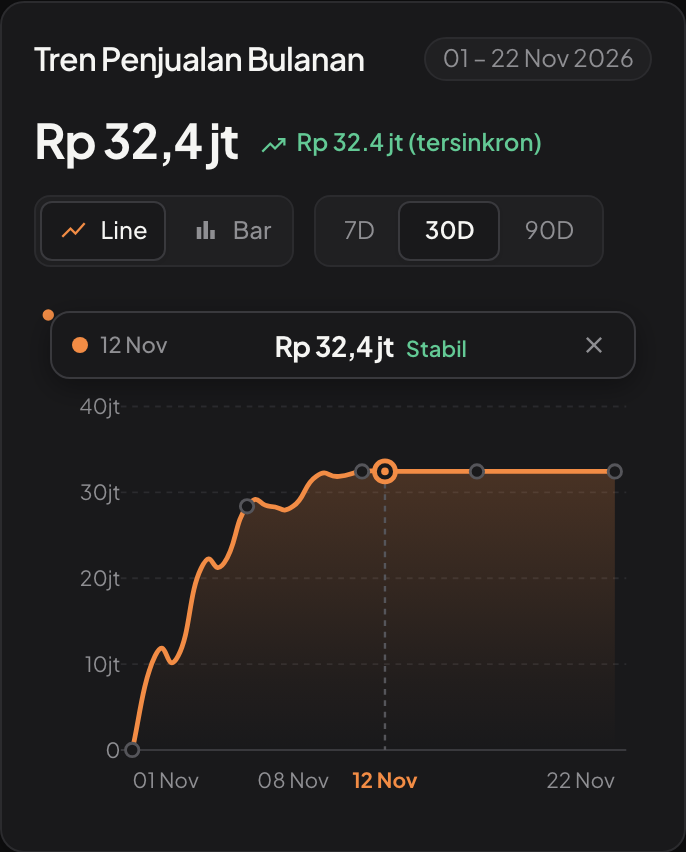 Tren Penjualan Bulanan
01 – 22 Nov 2026
Rp 32,4 jt
Rp 32.4 jt (tersinkron)
Line
Bar
7D
30D
90D
12 Nov
Rp 32,4 jt
Stabil
40jt
30jt
20jt
10jt
0
01 Nov
08 Nov
12 Nov
22 Nov